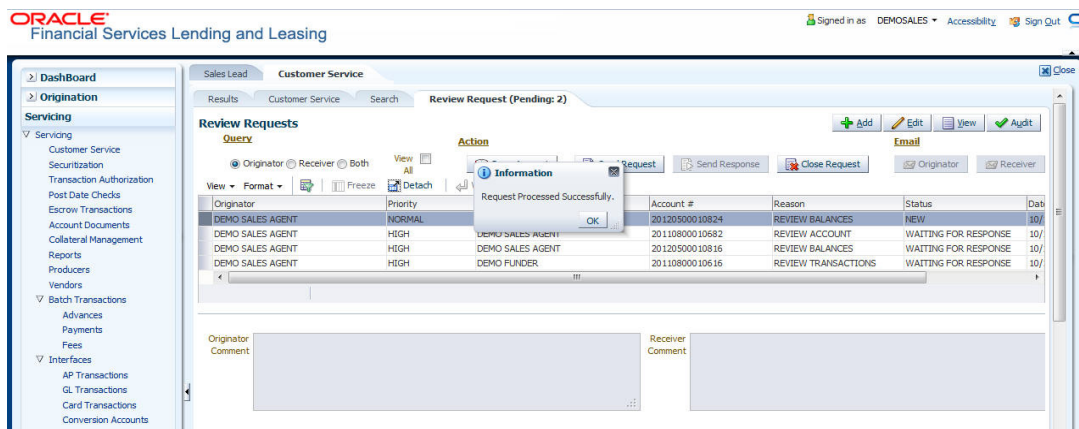 ORACLE
Financial Services Lending and Leasing
Signed in as DEMOSALES Accessibility Sign Out
Close
DashBoard
Origination
Servicing
Servicing
Customer Service
Securitization
Transaction Authorization
Post Date Checks
Escrow Transactions
Account Documents
Collateral Management
Reports
Producers
Vendors
Batch Transactions
Advances
Payments
Fees
Interfaces
AP Transactions
GL Transactions
Card Transactions
Conversion Accounts
Sales Lead Customer Service
Results Customer Service Search Review Request (Pending: 2)
Review Requests
Add Edit View Audit
Query Action Email
Originator Receiver Both View All
Request Send Response Close Request Originator Receiver
View Format Freeze Detach
Information
Request Processed Successfully.
OK
Originator Priority Account # Reason Status
DEMO SALES AGENT NORMAL 20120500010824 REVIEW BALANCES NEW 10/
DEMO SALES AGENT HIGH DEMO SALES AGENT 20110800010682 REVIEW ACCOUNT WAITING FOR RESPONSE 10/
DEMO SALES AGENT HIGH DEMO SALES AGENT 20120500010816 REVIEW BALANCES WAITING FOR RESPONSE 10/
DEMO SALES AGENT HIGH DEMO FUNDER 20110800010616 REVIEW TRANSACTIONS WAITING FOR RESPONSE 10/
Originator Comment
Receiver Comment